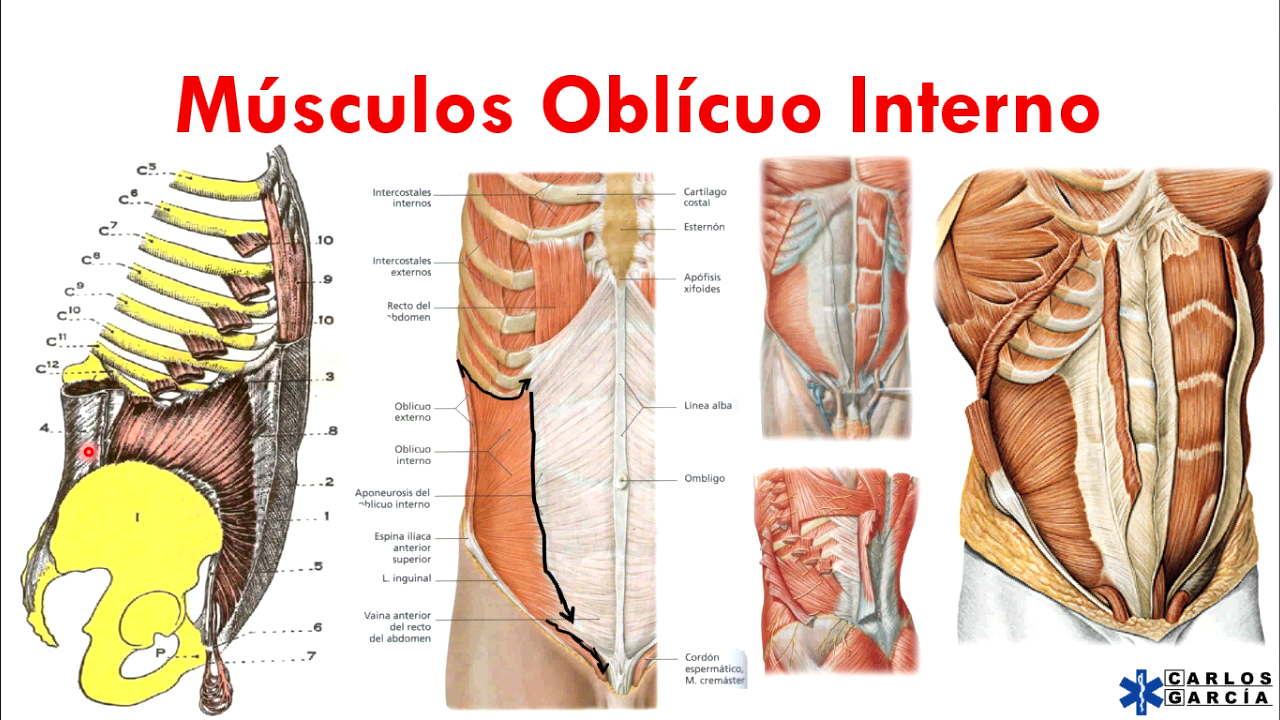 Músculos Oblícuo Interno
C5
C6
C7
C8
C9
C10
C11
C12
4
I
P
10
9
10
3
8
2
1
5
6
7
Intercostales
internos
Intercostales
externos
Recto del
abdomen
Oblicuo
externo
Oblicuo
interno
Aponeurosis del
oblicuo interno
Espina ilíaca
anterior
superior
L. inguinal
Vaina anterior
del recto
del abdomen
Cartílago
costal
Esternón
Apófisis
xifoides
Línea alba
Ombligo
Cordón
espermático,
M. cremáster
CARLOS
GARCÍA